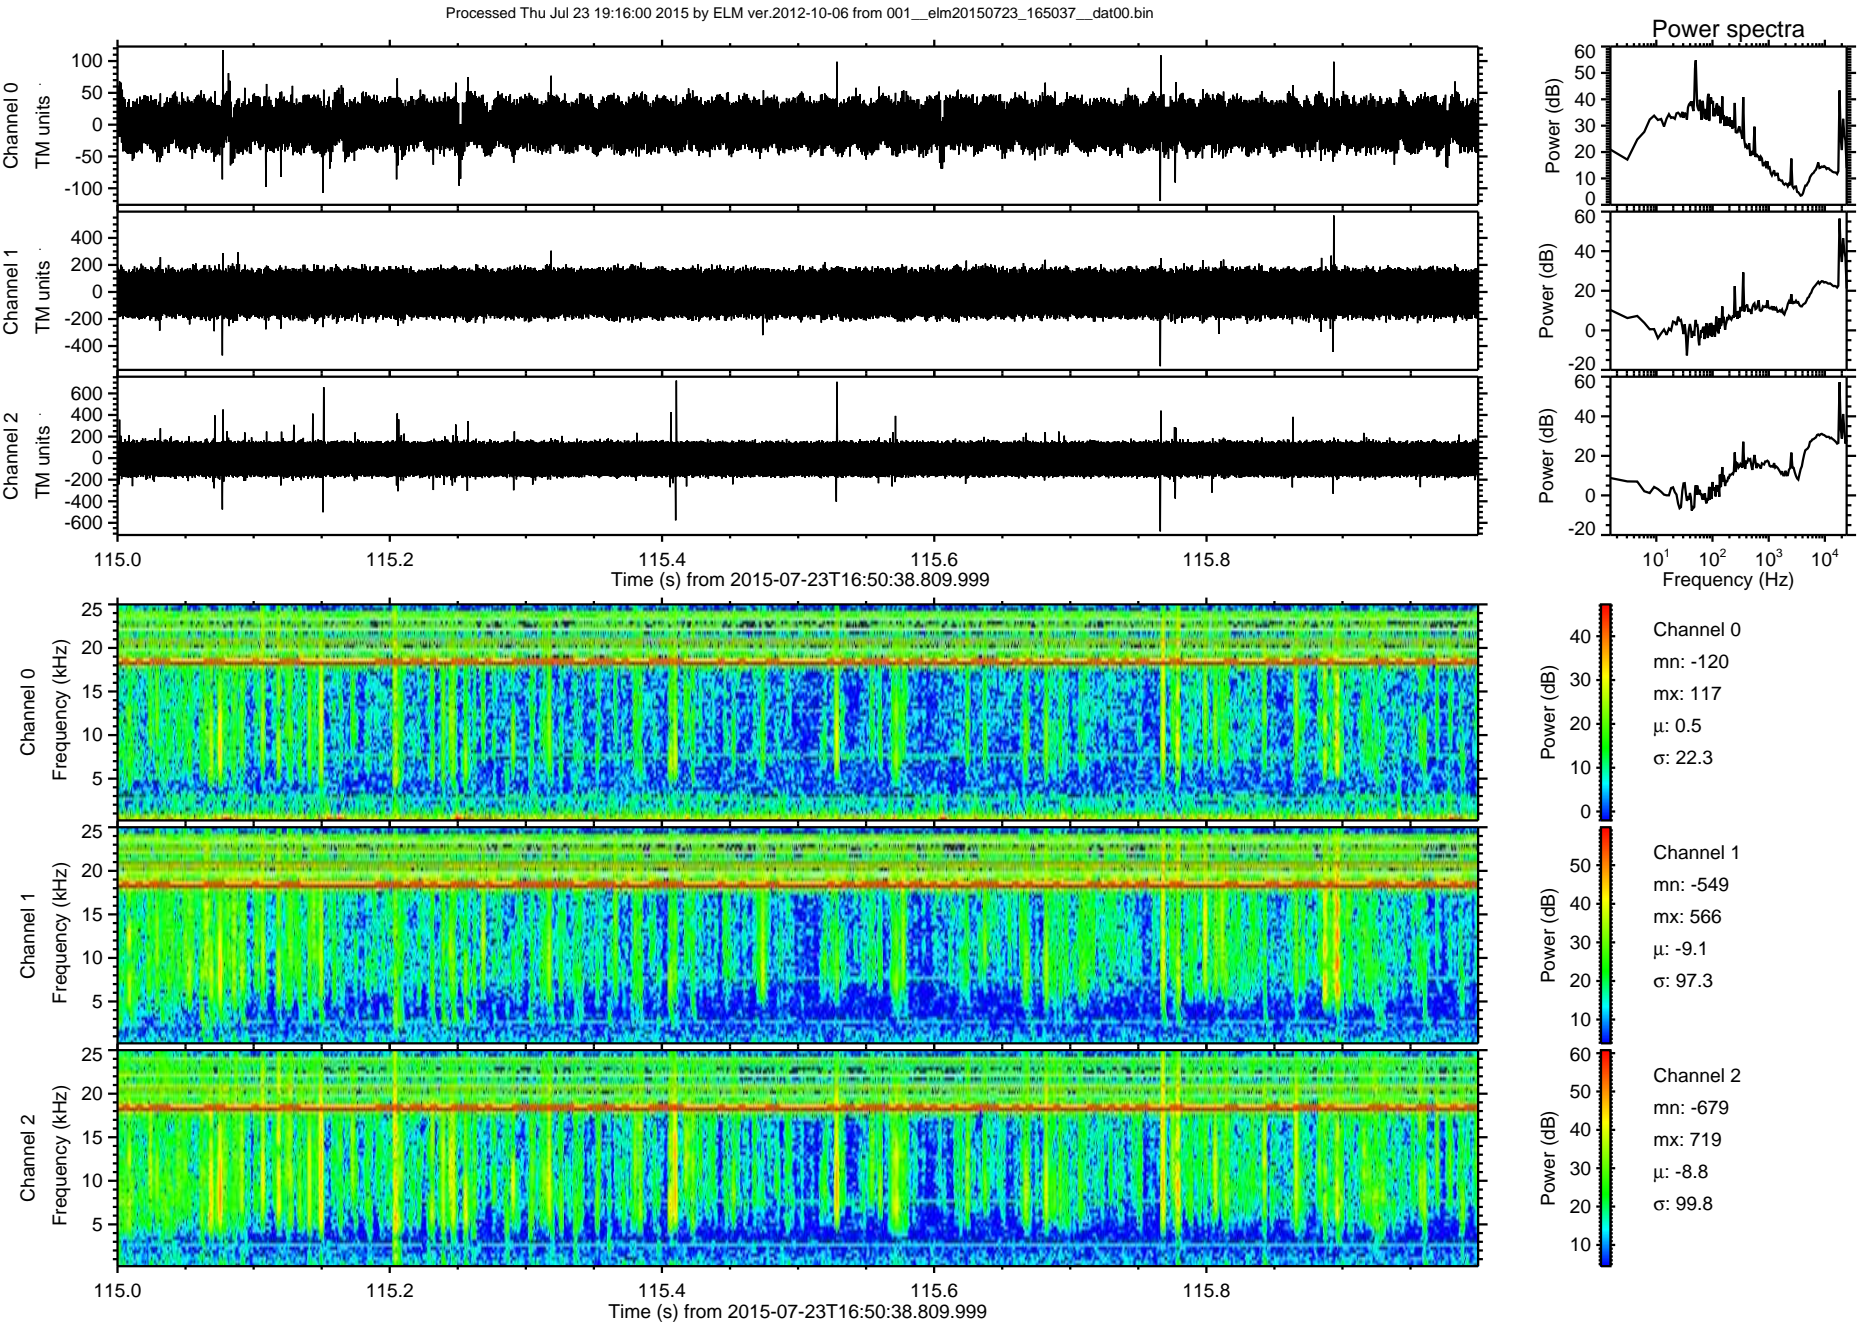 Processed Thu Jul 23 19:16:00 2015 by ELM ver.2012-10-06 from 001__elm20150723_165037__dat00.bin
Power spectra
Channel 0
TM units
100
50
0
-50
-100
Power (dB)
60
50
40
30
20
10
0
Channel 1
TM units
400
200
0
-200
-400
Power (dB)
60
40
20
0
-20
Channel 2
TM units
600
400
200
0
-200
-400
-600
Power (dB)
60
40
20
0
-20
115.0 115.2 115.4 115.6 115.8
Time (s) from 2015-07-23T16:50:38.809.999
10¹ 10² 10³ 10⁴
Frequency (Hz)
Channel 0
Frequency (kHz)
25
20
15
10
5
Power (dB)
40
30
20
10
0
Channel 0
mn: -120
mx: 117
μ: 0.5
σ: 22.3
Channel 1
Frequency (kHz)
25
20
15
10
5
Power (dB)
50
40
30
20
10
Channel 1
mn: -549
mx: 566
μ: -9.1
σ: 97.3
Channel 2
Frequency (kHz)
25
20
15
10
5
Power (dB)
60
50
40
30
20
10
Channel 2
mn: -679
mx: 719
μ: -8.8
σ: 99.8
115.0 115.2 115.4 115.6 115.8
Time (s) from 2015-07-23T16:50:38.809.999